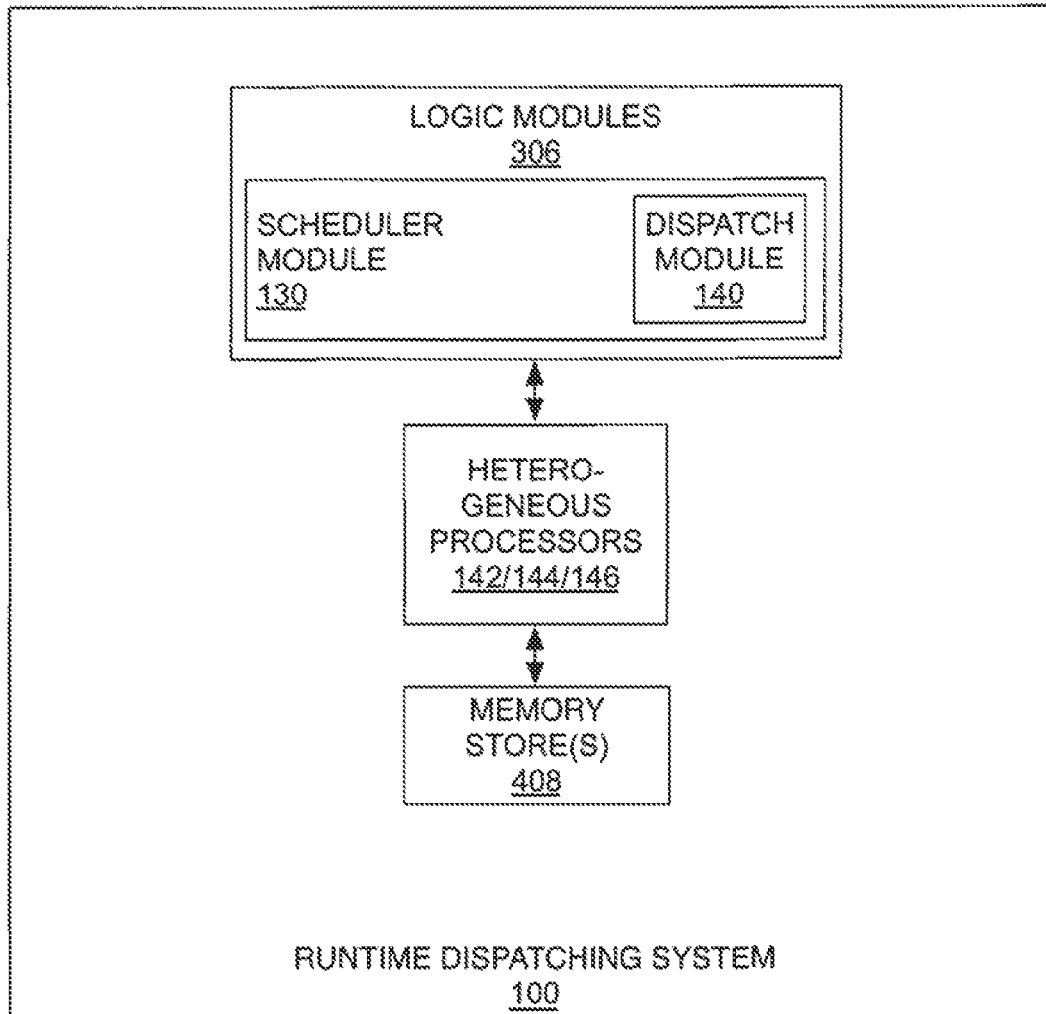 LOGIC MODULES
306
SCHEDULER
MODULE
130
DISPATCH
MODULE
140
HETERO-
GENEOUS
PROCESSORS
142/144/146
MEMORY
STORE(S)
408
RUNTIME DISPATCHING SYSTEM
100